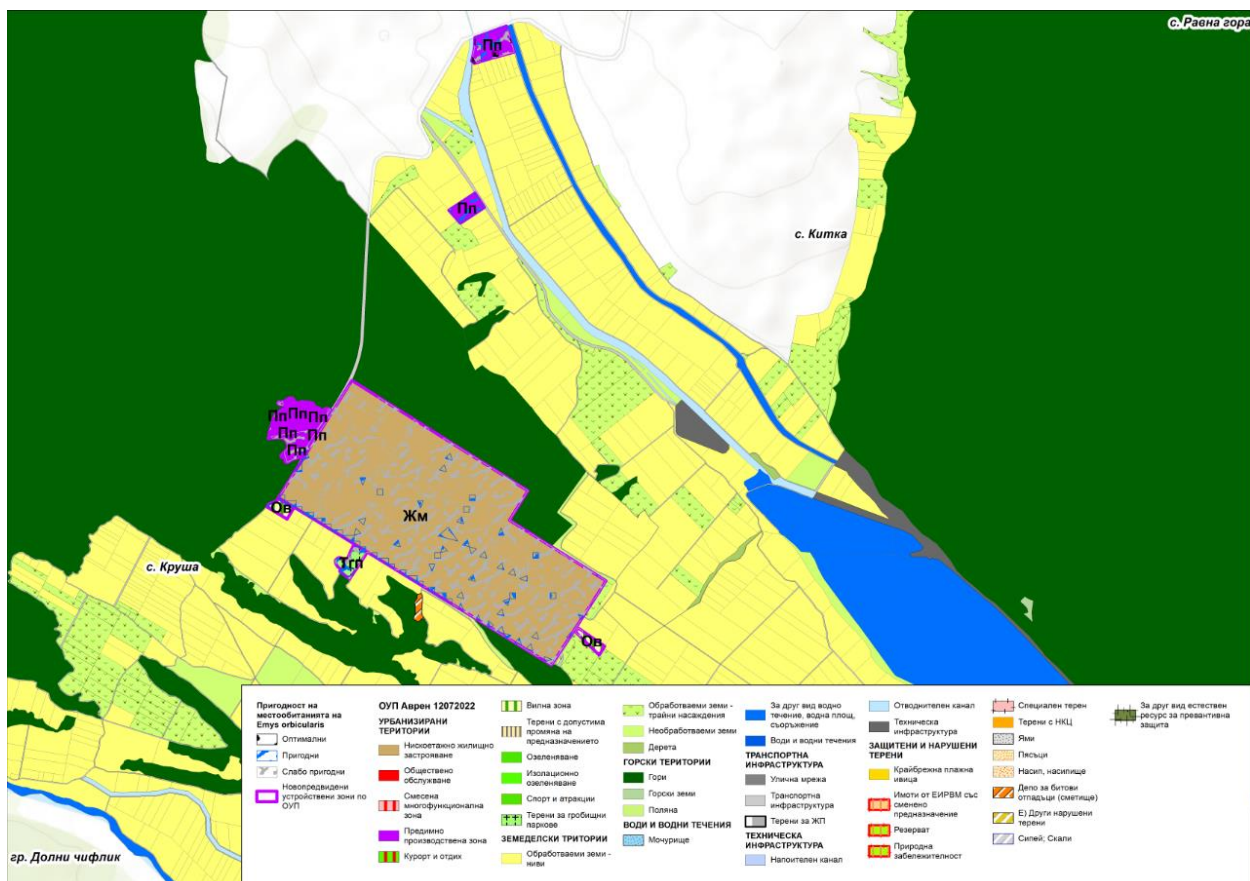 с. Равна гора
Пп
Пп
с. Китка
Пп Пп Пп
Пп Пп
Пп
Ов
Жм
Тгп
с. Круша
Ов
гр. Долни чифлик
Пригодност на
местообитанията на
Emys orbicularis
Оптимални
Пригодни
Слабо пригодни
Новопредвидени
устройствени зони по
ОУП
ОУП Аврен 12072022
УРБАНИЗИРАНИ
ТЕРИТОРИИ
Нискоетажно жилищно
застрояване
Обществено
обслужване
Смесена
многофункционална
зона
Предимно
производствена зона
Курорт и отдих
Вилна зона
Терени с допустима
промяна на
предназначението
Озеленяване
Изолационно
озеленяване
Спорт и атракции
Терени за гробищни
паркове
ЗЕМЕДЕЛСКИ ТРИТОРИИ
Обработваеми земи -
ниви
Обработваеми земи -
трайни насаждения
Необработваеми земи
Дерета
ГОРСКИ ТЕРИТОРИИ
Гори
Горски земи
Поляна
ВОДИ И ВОДНИ ТЕЧЕНИЯ
Мочурище
За друг вид водно
течение, водна площ,
съоръжение
Води и водни течения
ТРАНСПОРТНА
ИНФРАСТРУКТУРА
Улична мрежа
Транспортна
инфраструктура
Терени за ЖП
ТЕХНИЧЕСКА
ИНФРАСТРУКТУРА
Напоителен канал
Отводнителен канал
Техническа
инфраструктура
ЗАЩИТЕНИ И НАРУШЕНИ
ТЕРЕНИ
Крайбрежна плажна
ивица
Имоти от ЕИРВМ със
сменено
предназначение
Резерват
Природна
забележителност
Специален терен
Терени с НКЦ
Ями
Пясъци
Насип, насипище
Депо за битови
отпадъци (сметище)
Е) Други нарушени
терени
Сипей; Скали
За друг вид естествен
ресурс за превантивна
защита